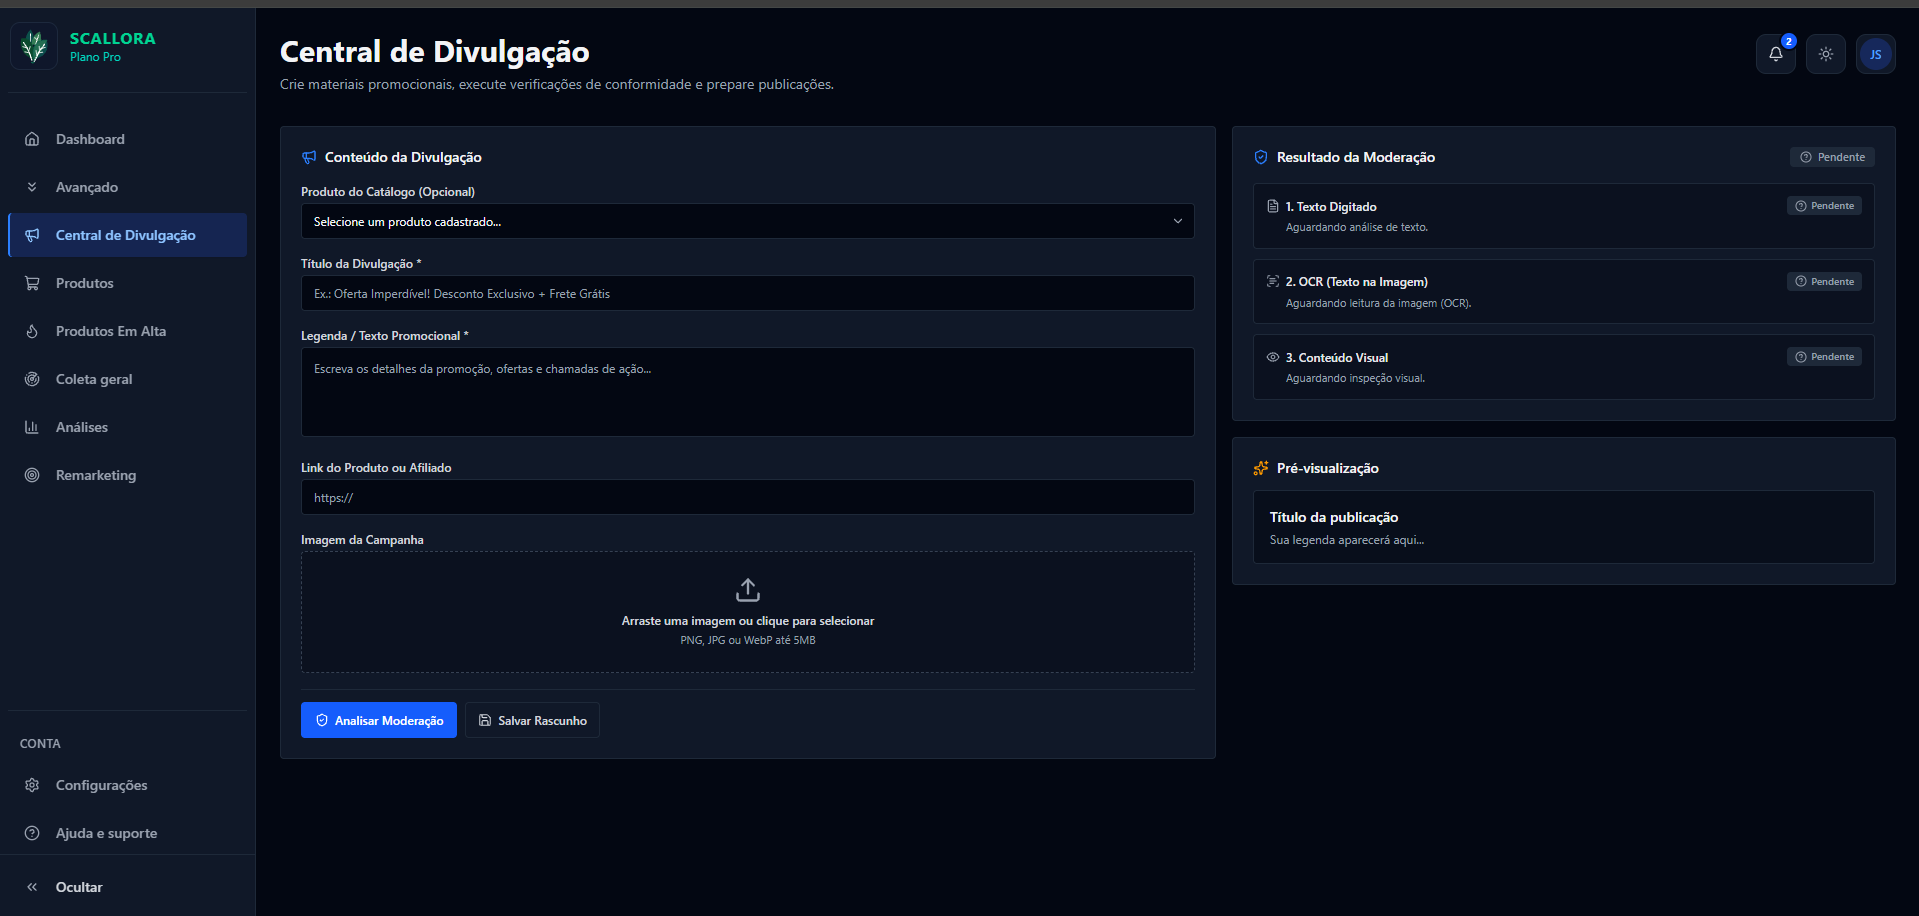 SCALLORA
Plano Pro
Dashboard
Avançado
Central de Divulgação
Produtos
Produtos Em Alta
Coleta geral
Análises
Remarketing
CONTA
Configurações
Ajuda e suporte
Ocultar
Central de Divulgação
Crie materiais promocionais, execute verificações de conformidade e prepare publicações.
2
JS
Conteúdo da Divulgação
Produto do Catálogo (Opcional)
Selecione um produto cadastrado...
Título da Divulgação *
Ex.: Oferta Imperdível! Desconto Exclusivo + Frete Grátis
Legenda / Texto Promocional *
Escreva os detalhes da promoção, ofertas e chamadas de ação...
Link do Produto ou Afiliado
https://
Imagem da Campanha
Arraste uma imagem ou clique para selecionar
PNG, JPG ou WebP até 5MB
Analisar Moderação
Salvar Rascunho
Resultado da Moderação
Pendente
1. Texto Digitado
Pendente
Aguardando análise de texto.
2. OCR (Texto na Imagem)
Pendente
Aguardando leitura da imagem (OCR).
3. Conteúdo Visual
Pendente
Aguardando inspeção visual.
Pré-visualização
Título da publicação
Sua legenda aparecerá aqui...